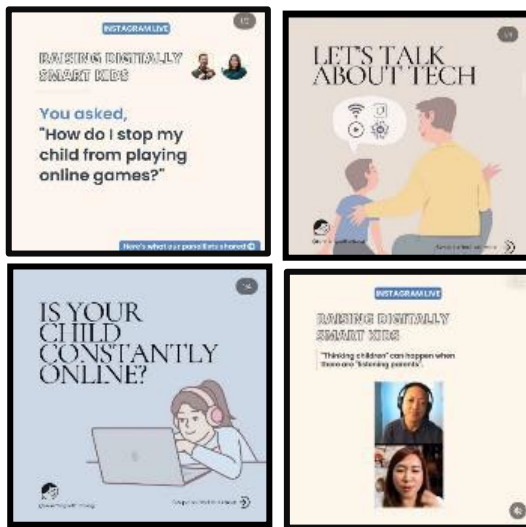 INSTAGRAM LIVE
RAISING DIGITALLY
SMART KIDS
You asked,
"How do I stop my
child from playing
online games?"
Here's what our panellists shared
LET'S TALK
ABOUT TECH
IS YOUR
CHILD
CONSTANTLY
ONLINE?
INSTAGRAM LIVE
RAISING DIGITALLY
SMART KIDS
"Thinking children" can happen when
there are "listening parents".